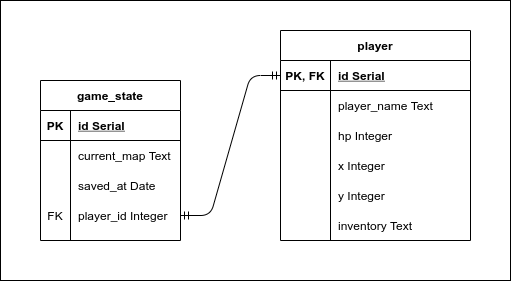 game_state
PK id Serial
current_map Text
saved_at Date
FK player_id Integer
player
PK, FK id Serial
player_name Text
hp Integer
x Integer
y Integer
inventory Text